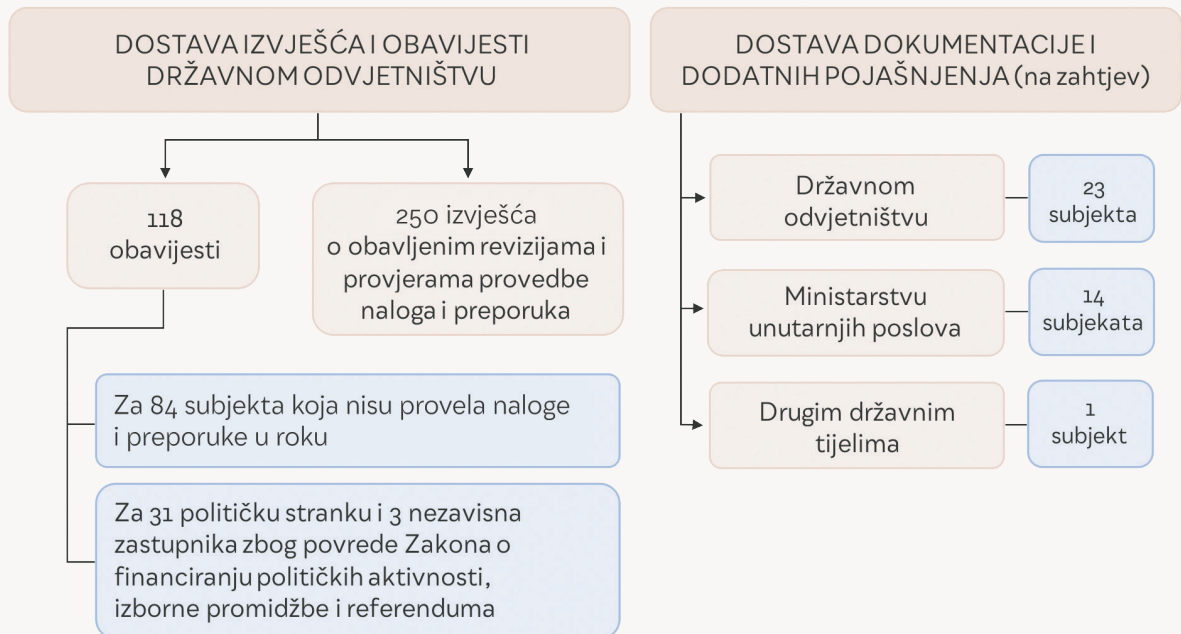 DOSTAVA IZVJEŠĆA I OBAVIJESTI
DRŽAVNOM ODVJETNIŠTVU
118
obavijesti
250 izvješća
o obavljenim revizijama i
provjerama provedbe
naloga i preporuka
Za 84 subjekta koja nisu provela naloge
i preporuke u roku
Za 31 političku stranku i 3 nezavisna
zastupnika zbog povrede Zakona o
financiranju političkih aktivnosti,
izborne promidžbe i referenduma
DOSTAVA DOKUMENTACIJE I
DODATNIH POJAŠNJENJA (na zahtjev)
Državnom
odvjetništvu
23
subjekta
Ministarstvu
unutarnjih poslova
14
subjekata
Drugim državnim
tijelima
1
subjekt